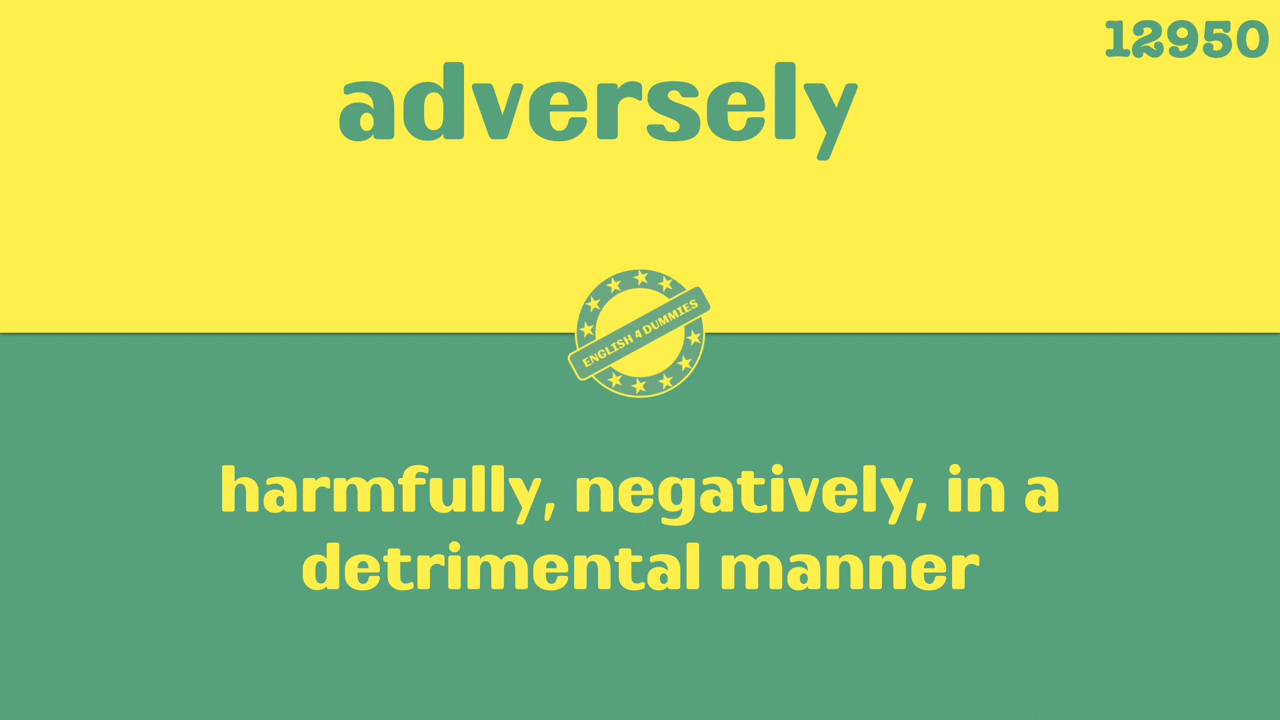 12950
adversely
ENGLISH 4 DUMMIES
harmfully, negatively, in a
detrimental manner